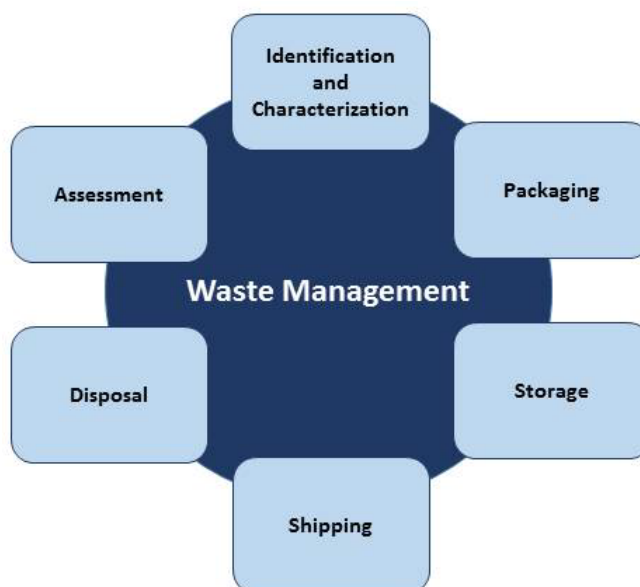 Identification
and
Characterization
Packaging
Storage
Shipping
Disposal
Assessment
Waste Management